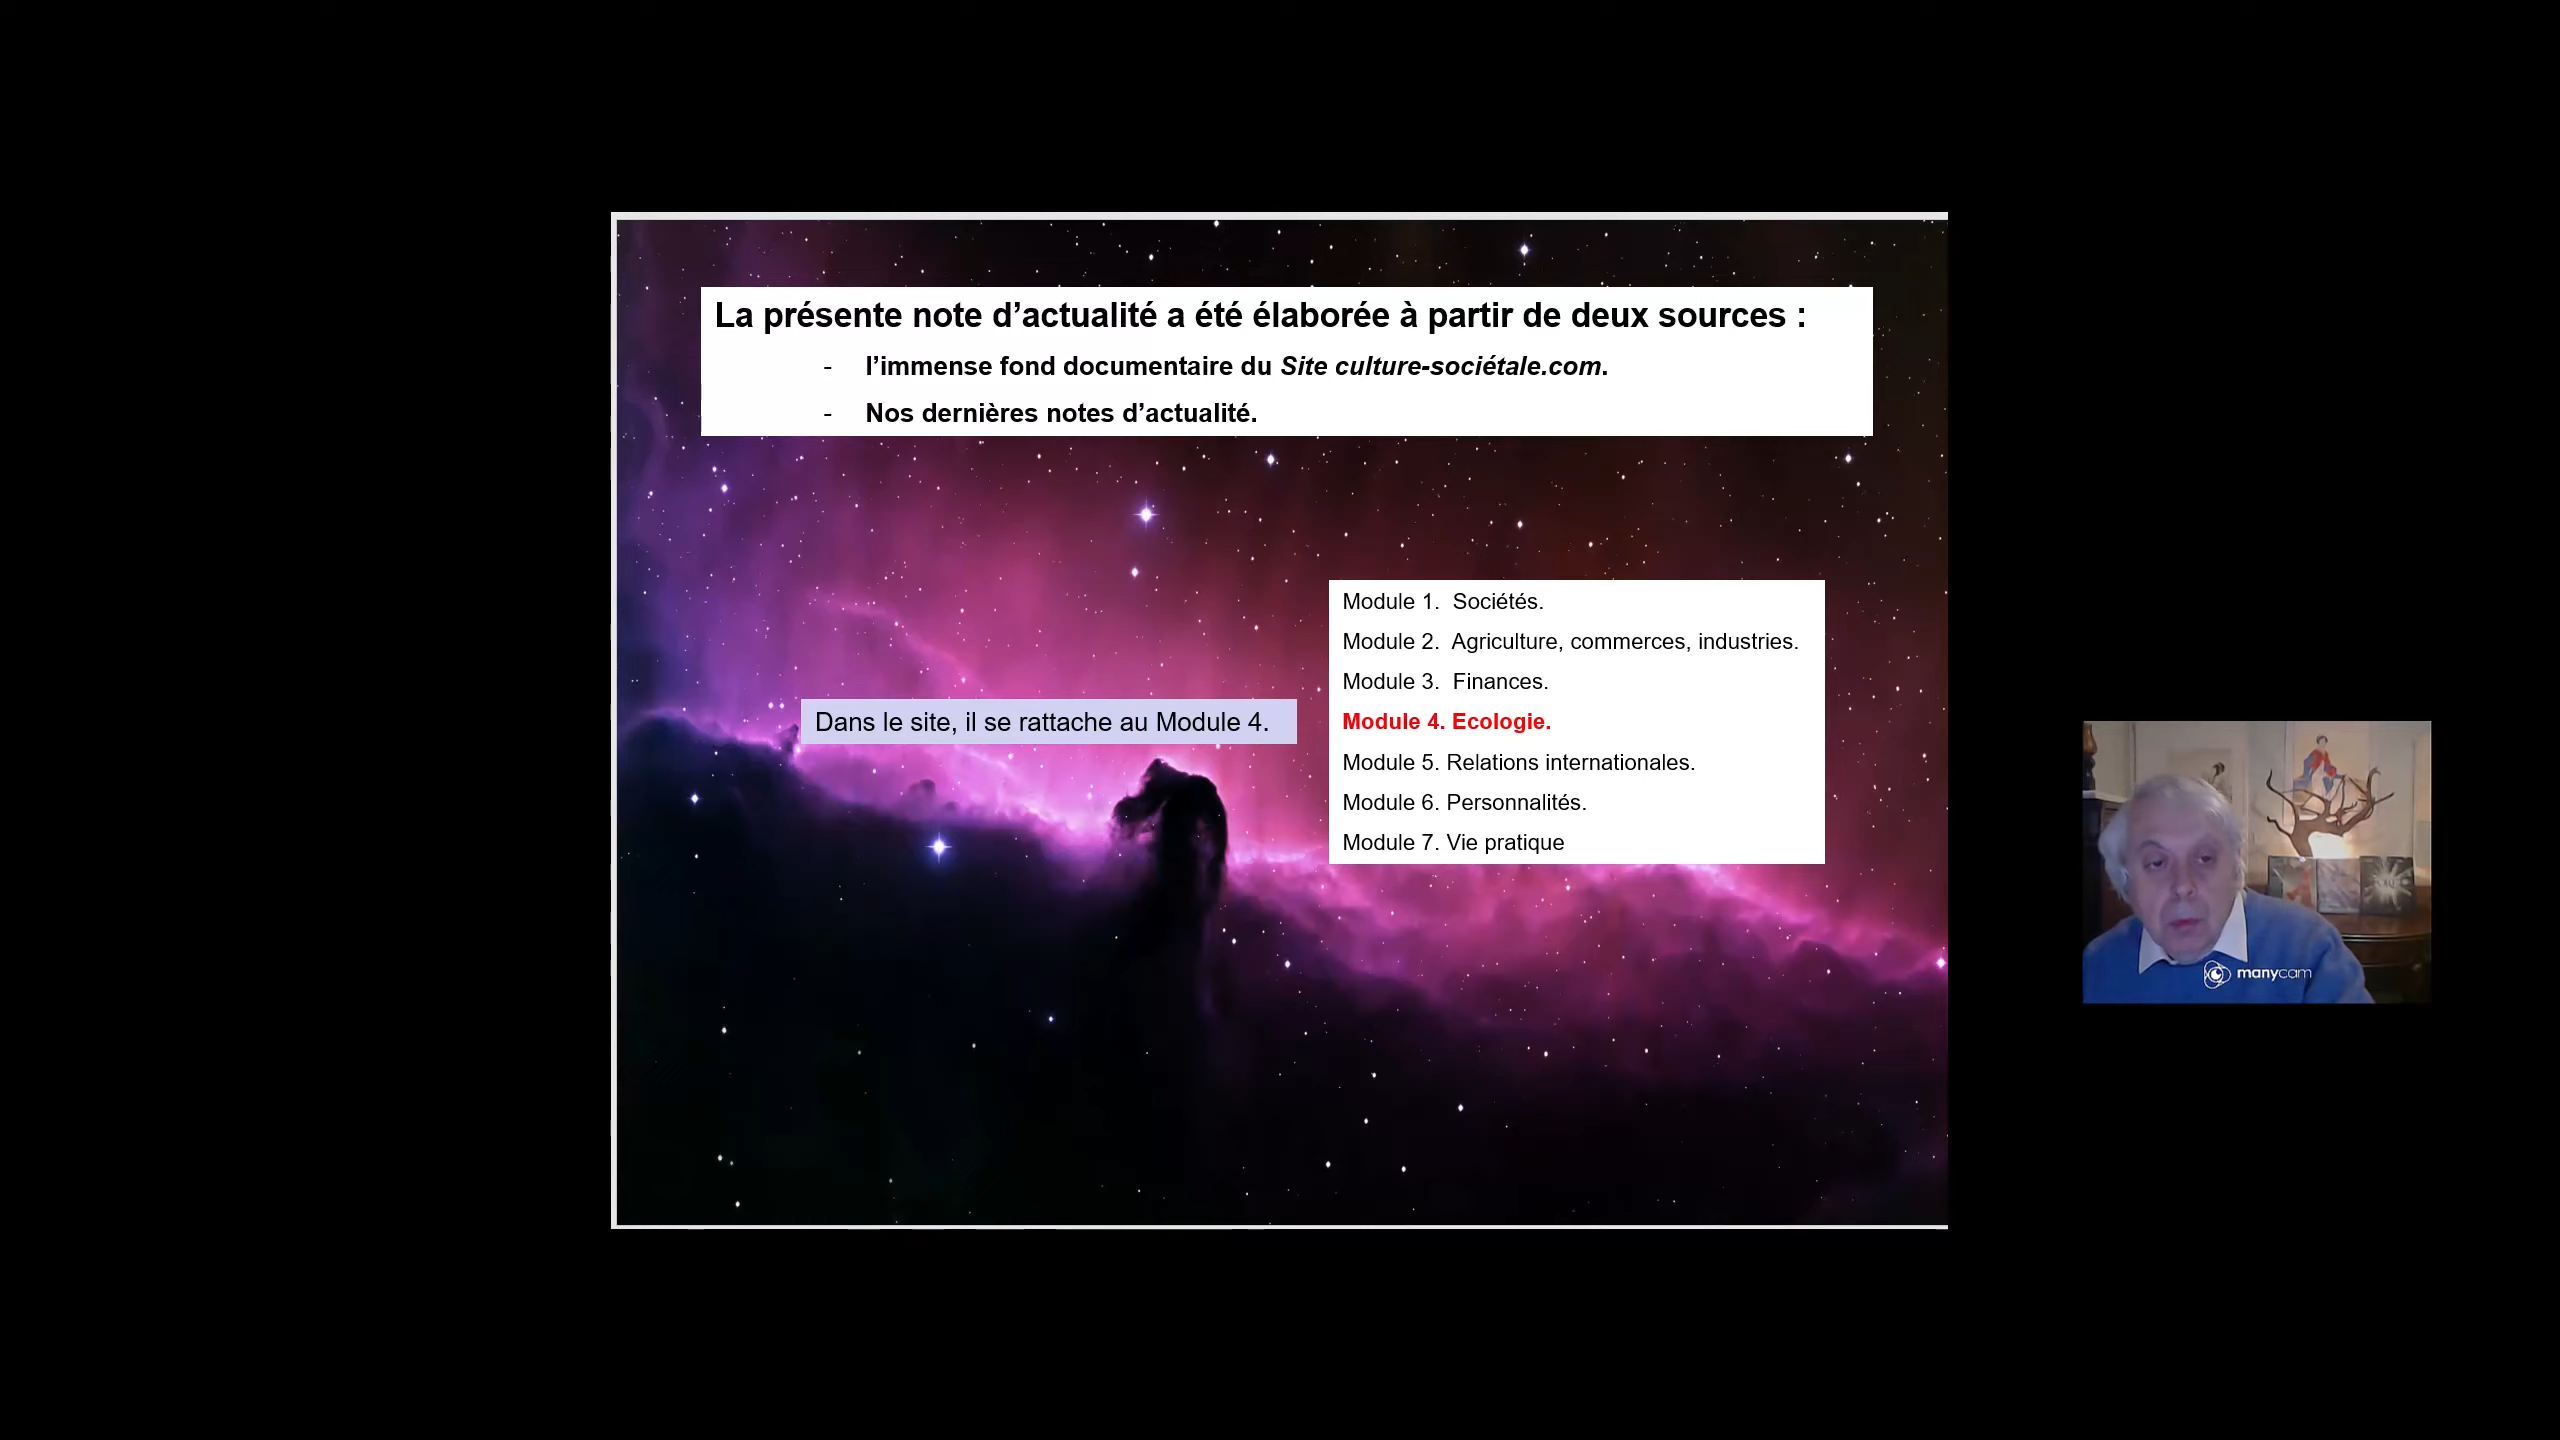 La présente note d’actualité a été élaborée à partir de deux sources :
- l’immense fond documentaire du Site culture-sociétale.com.
- Nos dernières notes d’actualité.
Dans le site, il se rattache au Module 4.
Module 1. Sociétés.
Module 2. Agriculture, commerces, industries.
Module 3. Finances.
Module 4. Ecologie.
Module 5. Relations internationales.
Module 6. Personnalités.
Module 7. Vie pratique
manycam